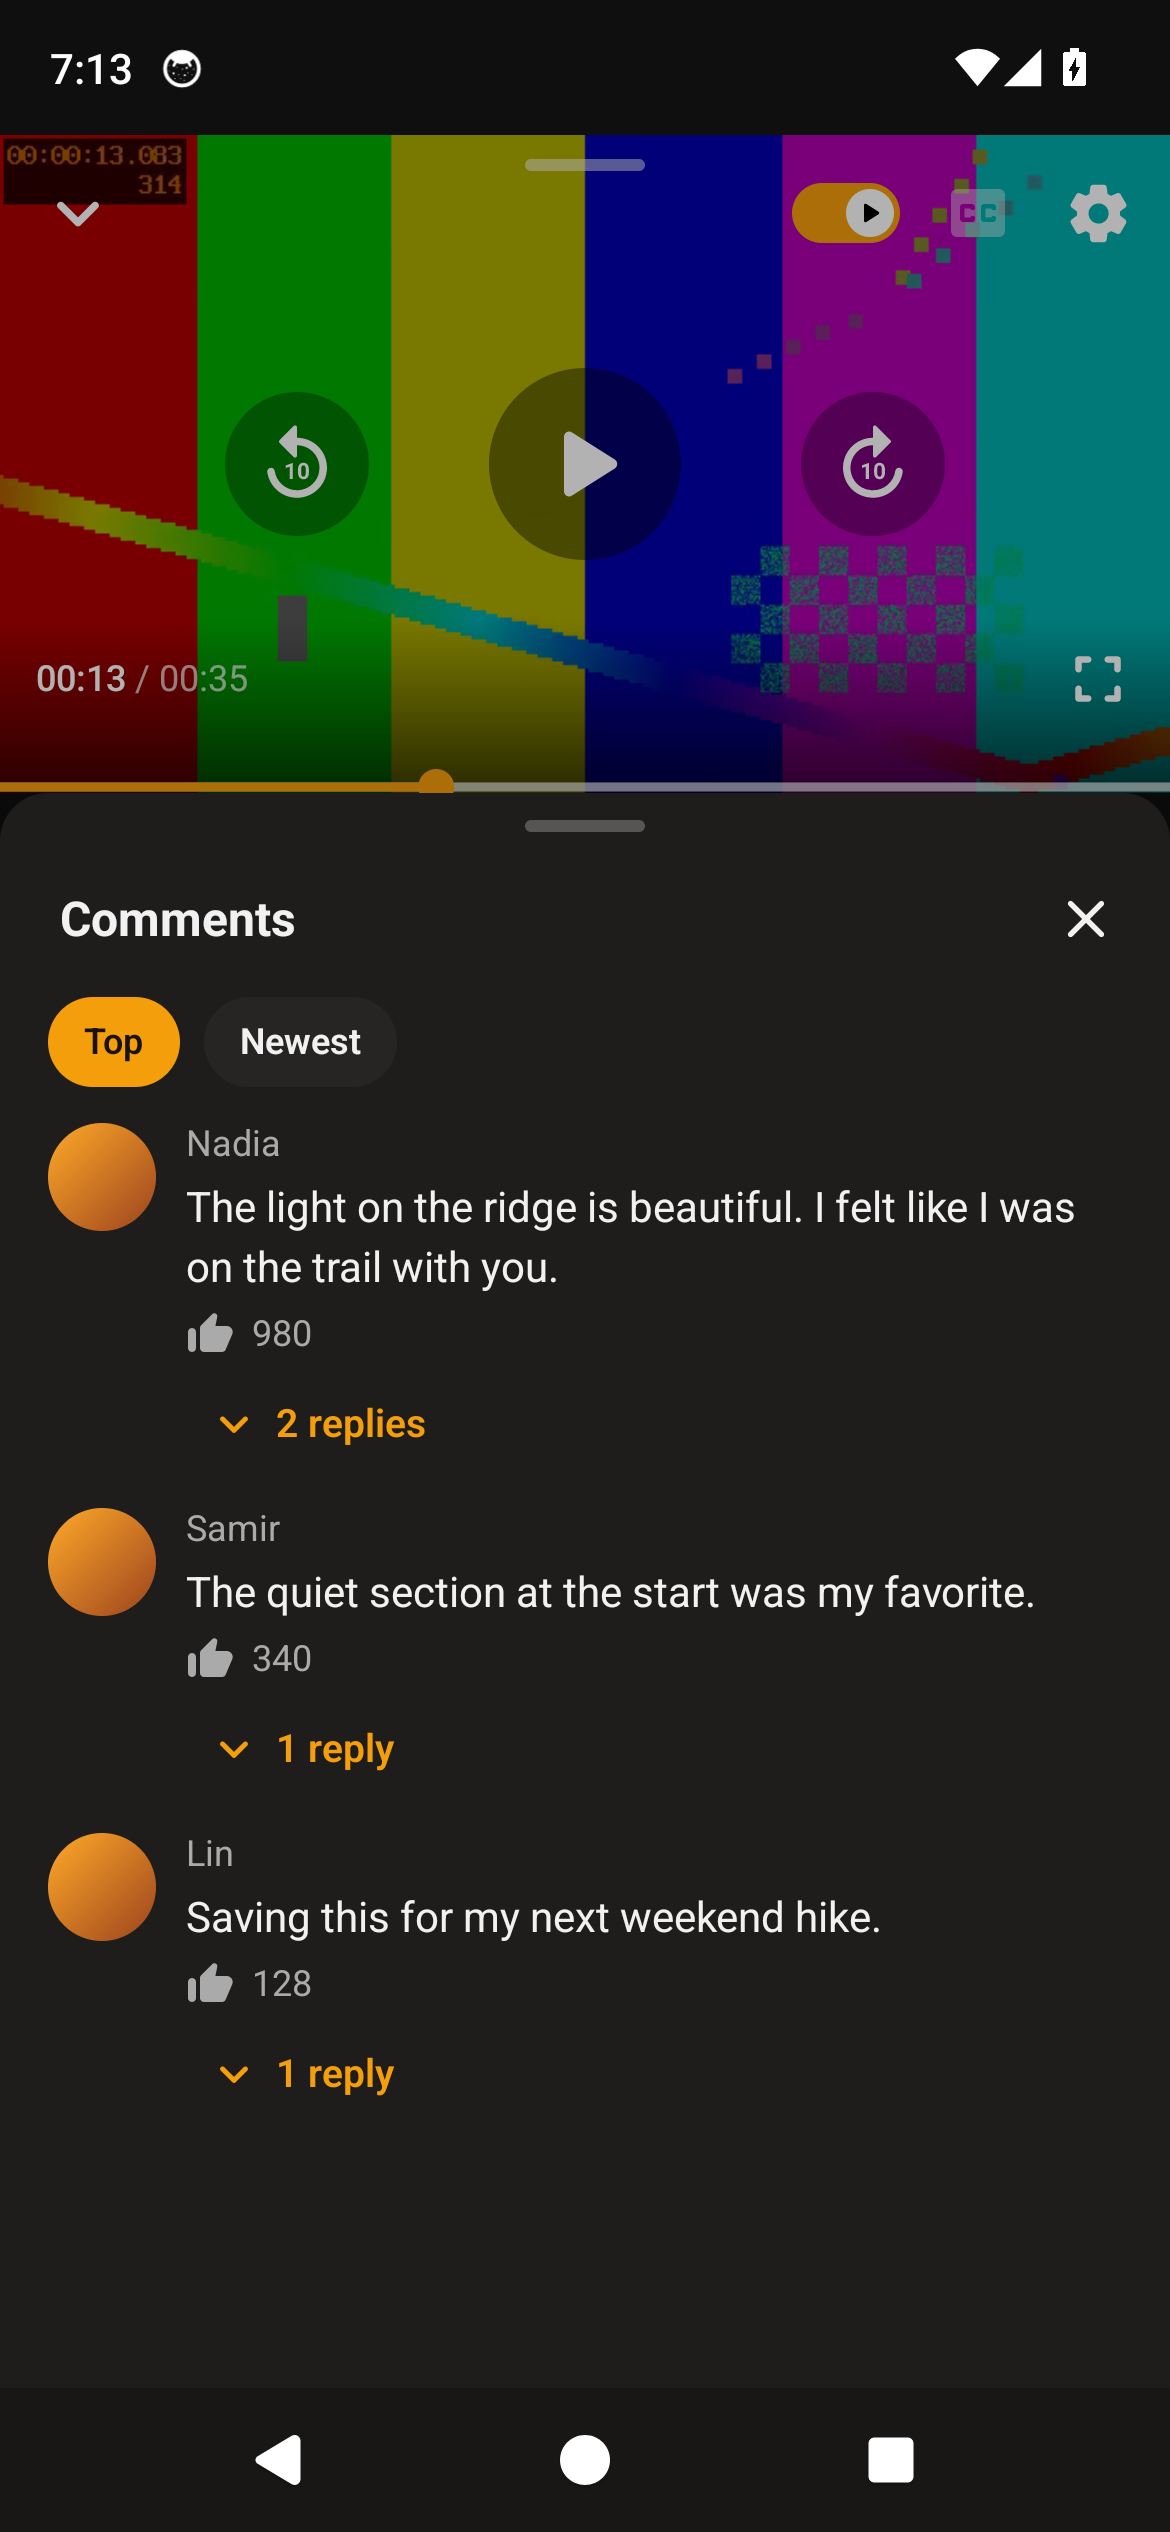 7:13
00:00:13.083
314
CC
10
10
00:13 / 00:35
Comments
Top
Newest
Nadia
The light on the ridge is beautiful. I felt like I was
on the trail with you.
980
2 replies
Samir
The quiet section at the start was my favorite.
340
1 reply
Lin
Saving this for my next weekend hike.
128
1 reply